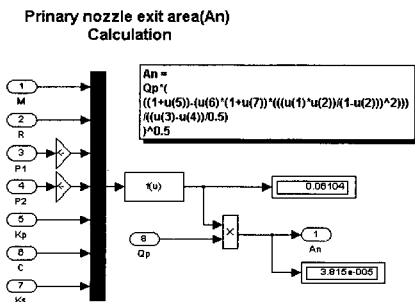 Prinary nozzle exit area(An)
Calculation
An =
Qp*(
((1+u(5))-(u(6)*(1+u(7))*(((u(1)*u(2))/(1-u(2)))^2)))
/((u(3)-u(4))/0.5)
)^0.5
1
M
2
R
3
P1
4
P2
5
Kp
6
C
7
Ks
f(u)
0.06104
8
Qp
×
1
An
3.815e-005